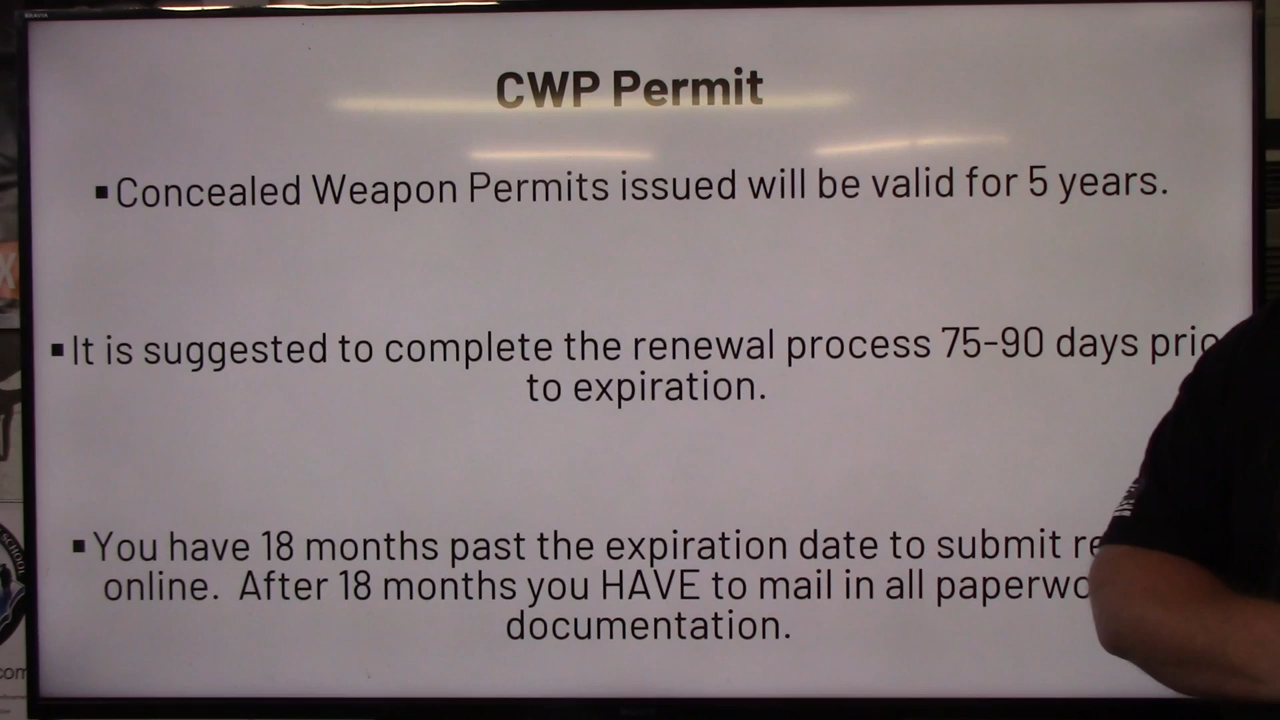 BRAVIA
CWP Permit
▪ Concealed Weapon Permits issued will be valid for 5 years.
▪ It is suggested to complete the renewal process 75-90 days
to expiration.
▪ You have 18 months past the expiration date to submit
online. After 18 months you HAVE to mail in all
documentation.
SCHOOL